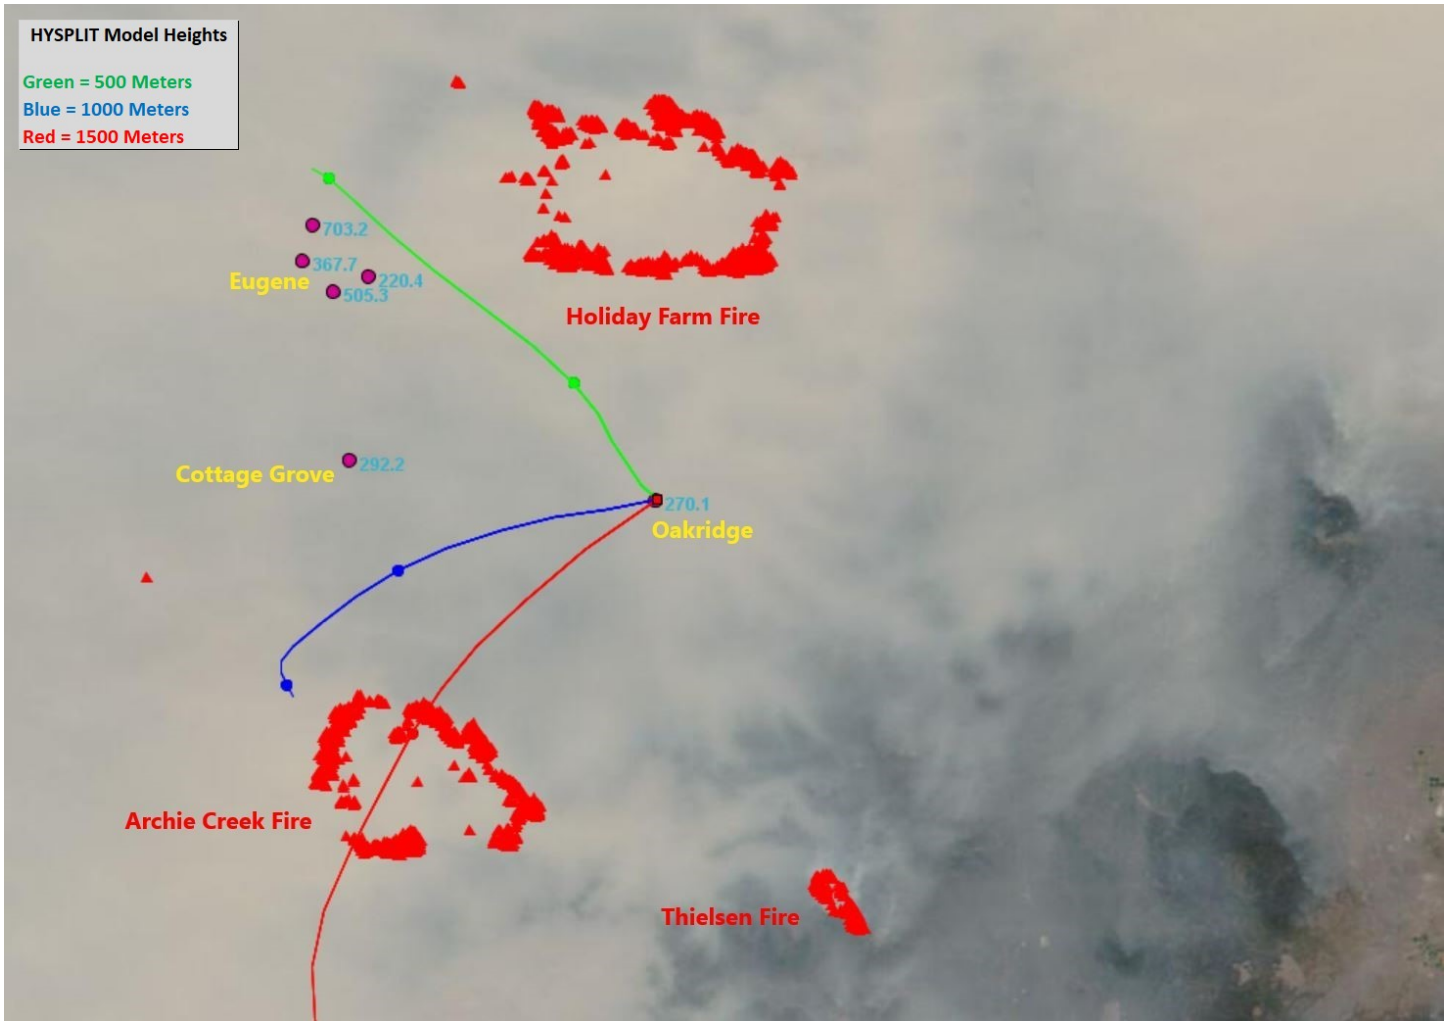 HYSPLIT Model Heights
Green = 500 Meters
Blue = 1000 Meters
Red = 1500 Meters
703.2
367.7
Eugene
220.4
505.3
Holiday Farm Fire
Cottage Grove
292.2
270.1
Oakridge
Archie Creek Fire
Thielsen Fire